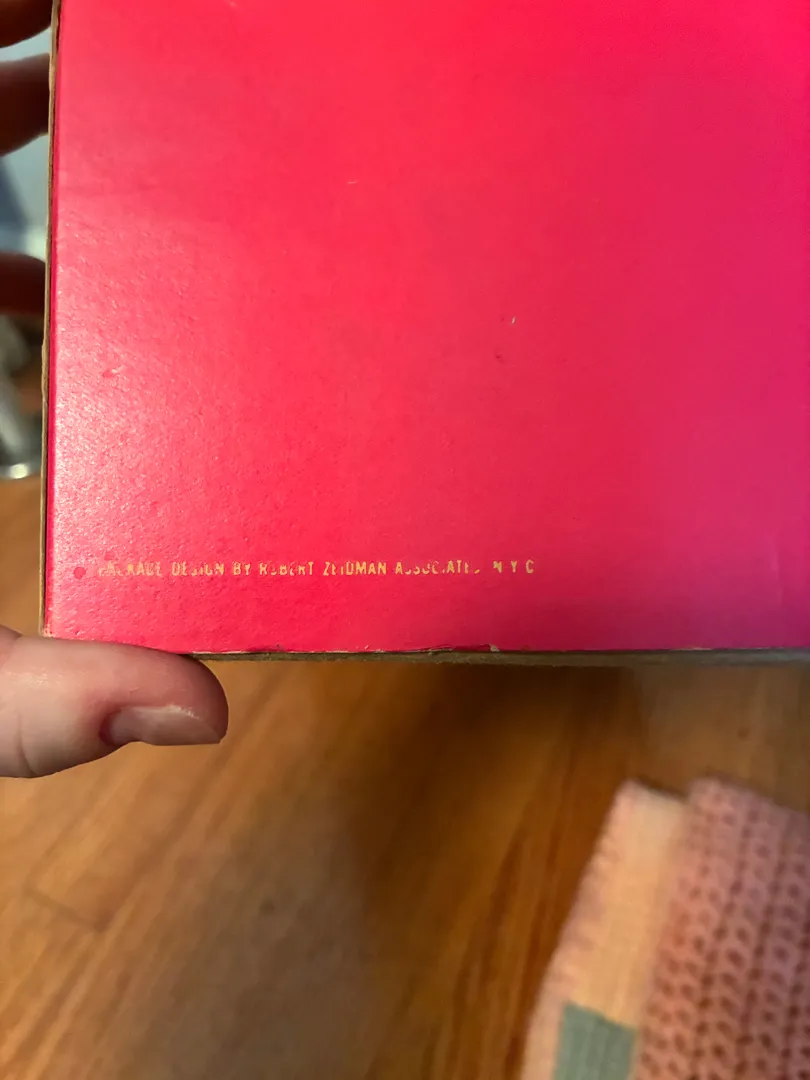 PACKAGE DESIGN BY ROBERT ZEIDMAN ASSOCIATES N Y C